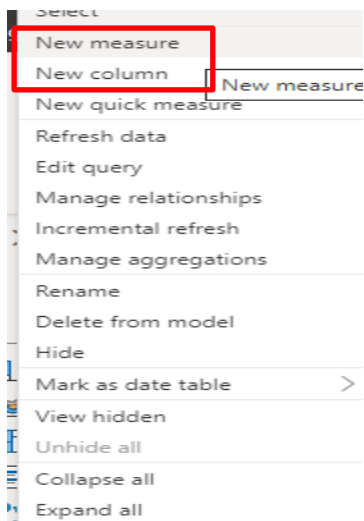 Select
New measure
New column
New measure
New quick measure
Refresh data
Edit query
Manage relationships
Incremental refresh
Manage aggregations
Rename
Delete from model
Hide
Mark as date table
View hidden
Unhide all
Collapse all
Expand all